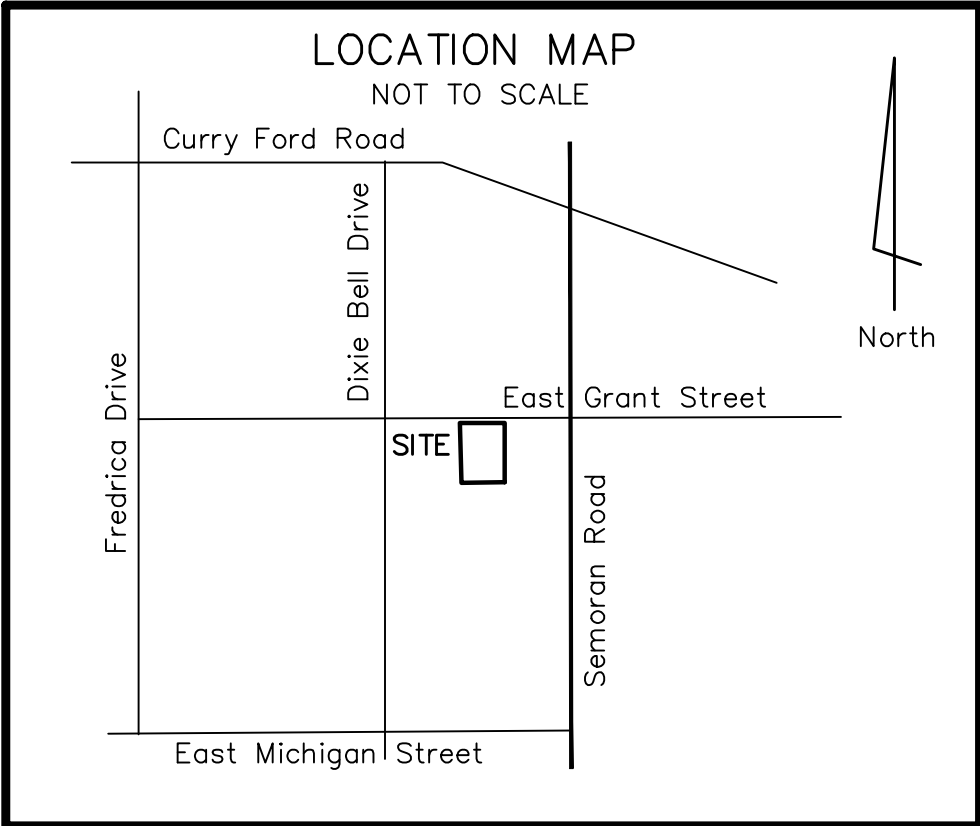 LOCATION MAP
NOT TO SCALE
Curry Ford Road
Dixie Bell Drive
North
Fredrica Drive
East Grant Street
SITE
Semoran Road
East Michigan Street